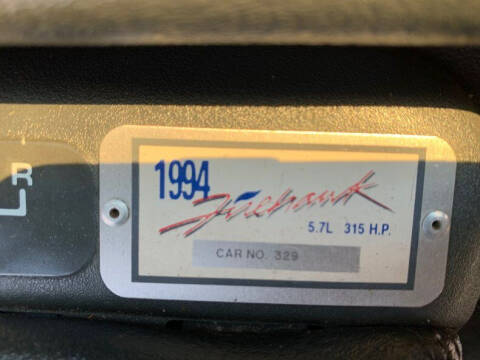 R
1994
Firehawk
5.7L 315 H.P.
CAR NO. 329